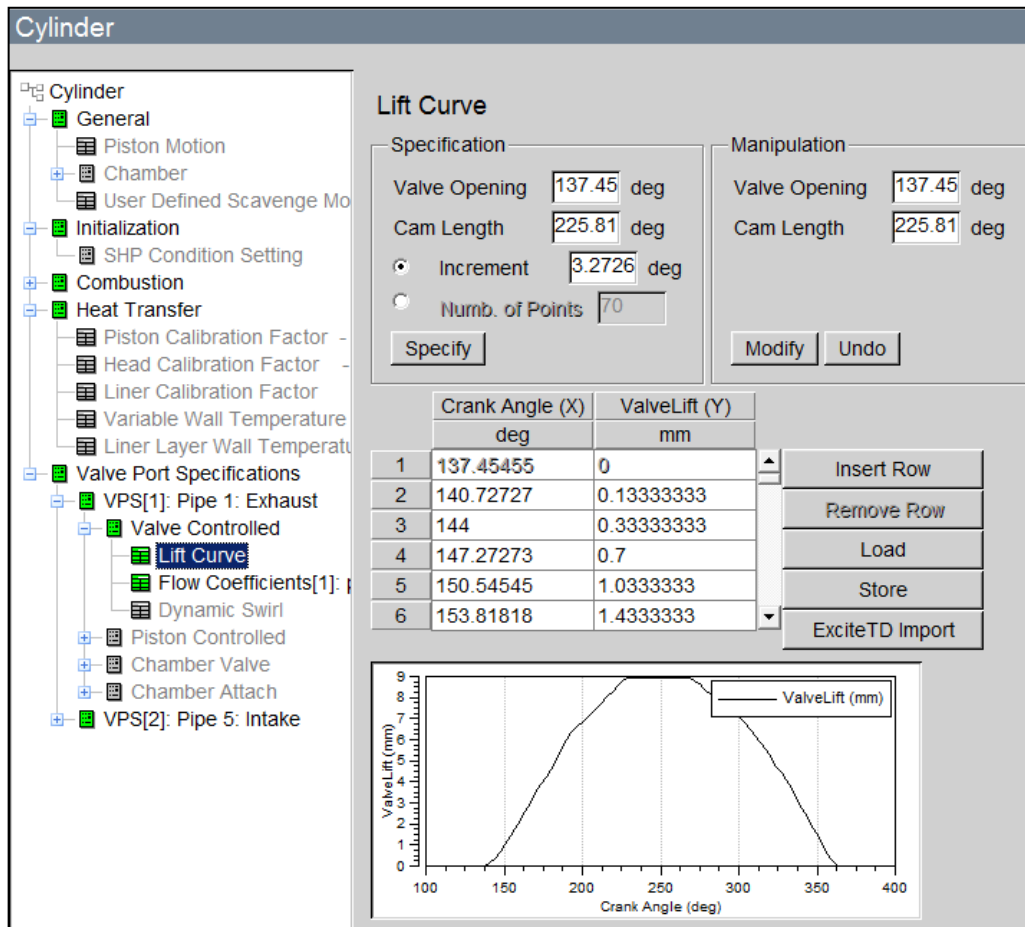 Cylinder
Cylinder
General
Piston Motion
Chamber
User Defined Scavenge Mo
Initialization
SHP Condition Setting
Combustion
Heat Transfer
Piston Calibration Factor -
Head Calibration Factor -
Liner Calibration Factor
Variable Wall Temperature
Liner Layer Wall Temperatu
Valve Port Specifications
VPS[1]: Pipe 1: Exhaust
Valve Controlled
Lift Curve
Flow Coefficients[1]: p
Dynamic Swirl
Piston Controlled
Chamber Valve
Chamber Attach
VPS[2]: Pipe 5: Intake
Lift Curve
Specification
Valve Opening 137.45 deg
Cam Length 225.81 deg
Increment 3.2726 deg
Numb. of Points 70
Specify
Manipulation
Valve Opening 137.45 deg
Cam Length 225.81 deg
Modify Undo
Crank Angle (X) ValveLift (Y)
deg mm
1 137.45455 0
2 140.72727 0.13333333
3 144 0.33333333
4 147.27273 0.7
5 150.54545 1.0333333
6 153.81818 1.4333333
Insert Row
Remove Row
Load
Store
ExciteTD Import
ValveLift (mm)
9
8
7
6
5
4
3
2
1
0
ValveLift (mm)
100 150 200 250 300 350 400
Crank Angle (deg)